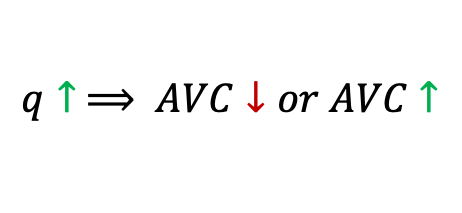 q ↑ ⟹ AVC ↓ or AVC ↑